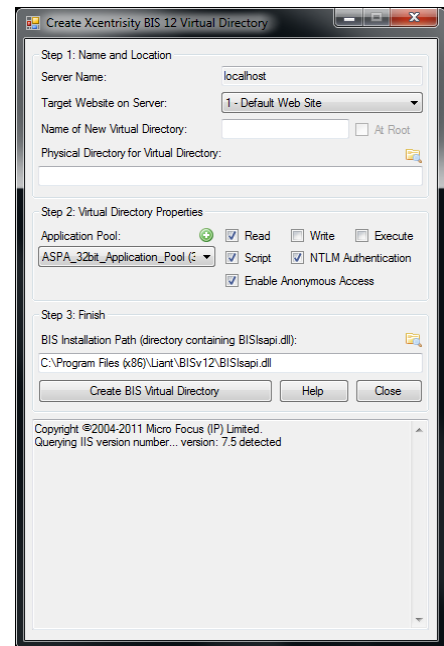 Create Xcentrisity BIS 12 Virtual Directory
Step 1: Name and Location
Server Name: localhost
Target Website on Server: 1 - Default Web Site
Name of New Virtual Directory: At Root
Physical Directory for Virtual Directory:
Step 2: Virtual Directory Properties
Application Pool: Read Write Execute
ASPA_32bit_Application_Pool (3 Script NTLM Authentication
Enable Anonymous Access
Step 3: Finish
BIS Installation Path (directory containing BISIsapi.dll):
C:\Program Files (x86)\Liant\BISv12\BISIsapi.dll
Create BIS Virtual Directory Help Close
Copyright ©2004-2011 Micro Focus (IP) Limited.
Querying IIS version number... version: 7.5 detected